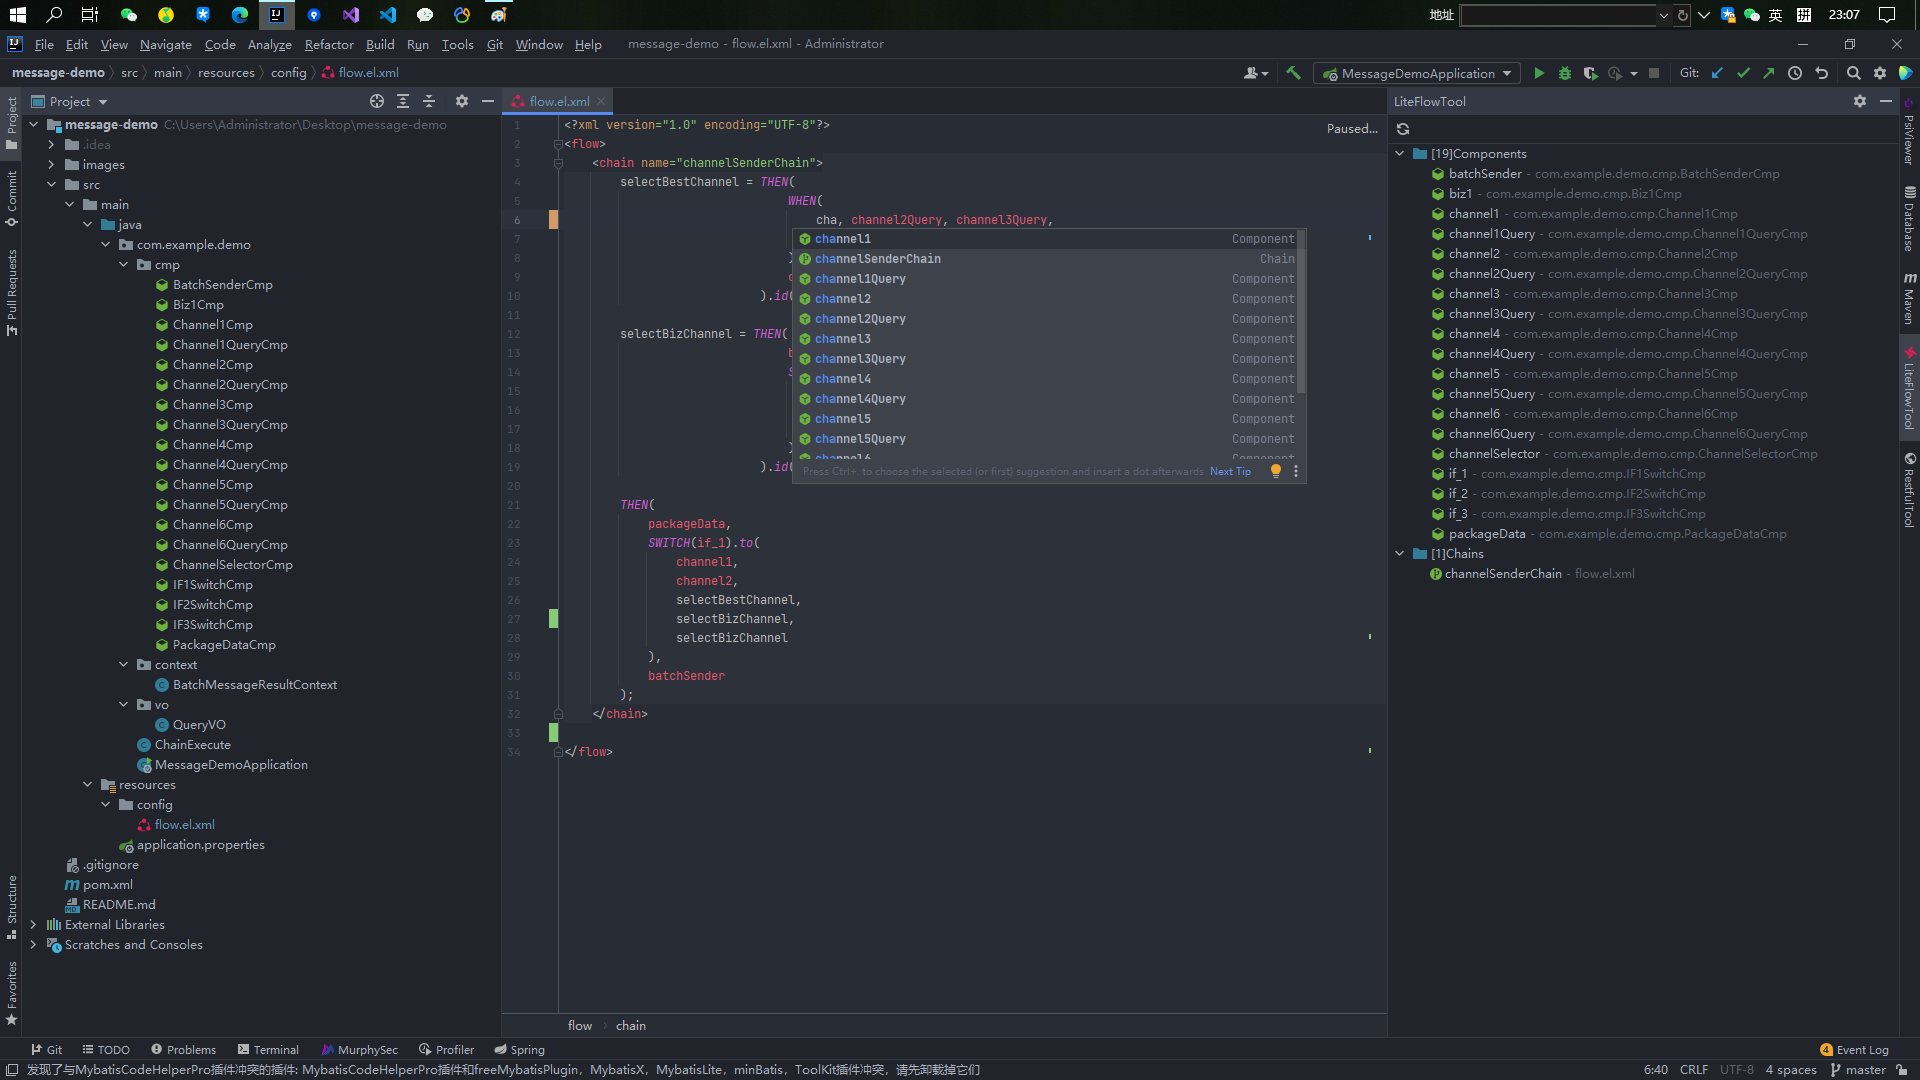 地址
英
拼
23:07
File Edit View Navigate Code Analyze Refactor Build Run Tools Git Window Help message-demo - flow.el.xml - Administrator
message-demo src main resources config flow.el.xml
MessageDemoApplication
Git:
Project
flow.el.xml
LiteFlowTool
Project
Commit
Pull Requests
Structure
Favorites
message-demo C:\Users\Administrator\Desktop\message-demo
.idea
images
src
main
java
com.example.demo
cmp
BatchSenderCmp
Biz1Cmp
Channel1Cmp
Channel1QueryCmp
Channel2Cmp
Channel2QueryCmp
Channel3Cmp
Channel3QueryCmp
Channel4Cmp
Channel4QueryCmp
Channel5Cmp
Channel5QueryCmp
Channel6Cmp
Channel6QueryCmp
ChannelSelectorCmp
IF1SwitchCmp
IF2SwitchCmp
IF3SwitchCmp
PackageDataCmp
context
BatchMessageResultContext
vo
QueryVO
ChainExecute
MessageDemoApplication
resources
config
flow.el.xml
application.properties
.gitignore
pom.xml
README.md
External Libraries
Scratches and Consoles
Paused...
1 <?xml version="1.0" encoding="UTF-8"?>
2 <flow>
3 <chain name="channelSenderChain">
4 selectBestChannel = THEN(
5 WHEN(
6 cha, channel2Query, channel3Query,
7
8 )
9
10 ).id(
11
12 selectBizChannel = THEN(
13
14
15
16
17
18 )
19 ).id(
20
21 THEN(
22 packageData,
23 SWITCH(if_1).to(
24 channel1,
25 channel2,
26 selectBestChannel,
27 selectBizChannel,
28 selectBizChannel
29 ),
30 batchSender
31 );
32 </chain>
33
34 </flow>
channel1 Component
channelSenderChain Chain
channel1Query Component
channel2 Component
channel2Query Component
channel3 Component
channel3Query Component
channel4 Component
channel4Query Component
channel5 Component
channel5Query Component
Press Ctrl+. to choose the selected (or first) suggestion and insert a dot afterwards Next Tip
[19]Components
batchSender - com.example.demo.cmp.BatchSenderCmp
biz1 - com.example.demo.cmp.Biz1Cmp
channel1 - com.example.demo.cmp.Channel1Cmp
channel1Query - com.example.demo.cmp.Channel1QueryCmp
channel2 - com.example.demo.cmp.Channel2Cmp
channel2Query - com.example.demo.cmp.Channel2QueryCmp
channel3 - com.example.demo.cmp.Channel3Cmp
channel3Query - com.example.demo.cmp.Channel3QueryCmp
channel4 - com.example.demo.cmp.Channel4Cmp
channel4Query - com.example.demo.cmp.Channel4QueryCmp
channel5 - com.example.demo.cmp.Channel5Cmp
channel5Query - com.example.demo.cmp.Channel5QueryCmp
channel6 - com.example.demo.cmp.Channel6Cmp
channel6Query - com.example.demo.cmp.Channel6QueryCmp
channelSelector - com.example.demo.cmp.ChannelSelectorCmp
if_1 - com.example.demo.cmp.IF1SwitchCmp
if_2 - com.example.demo.cmp.IF2SwitchCmp
if_3 - com.example.demo.cmp.IF3SwitchCmp
packageData - com.example.demo.cmp.PackageDataCmp
[1]Chains
channelSenderChain - flow.el.xml
PsiViewer
Database
Maven
LiteFlowTool
RestfulTool
flow chain
Git TODO Problems Terminal MurphySec Profiler Spring
4 Event Log
发现了与MybatisCodeHelperPro插件冲突的插件: MybatisCodeHelperPro插件和freeMybatisPlugin，MybatisX，MybatisLite，minBatis，ToolKit插件冲突，请先卸载掉它们
6:40 CRLF UTF-8 4 spaces master